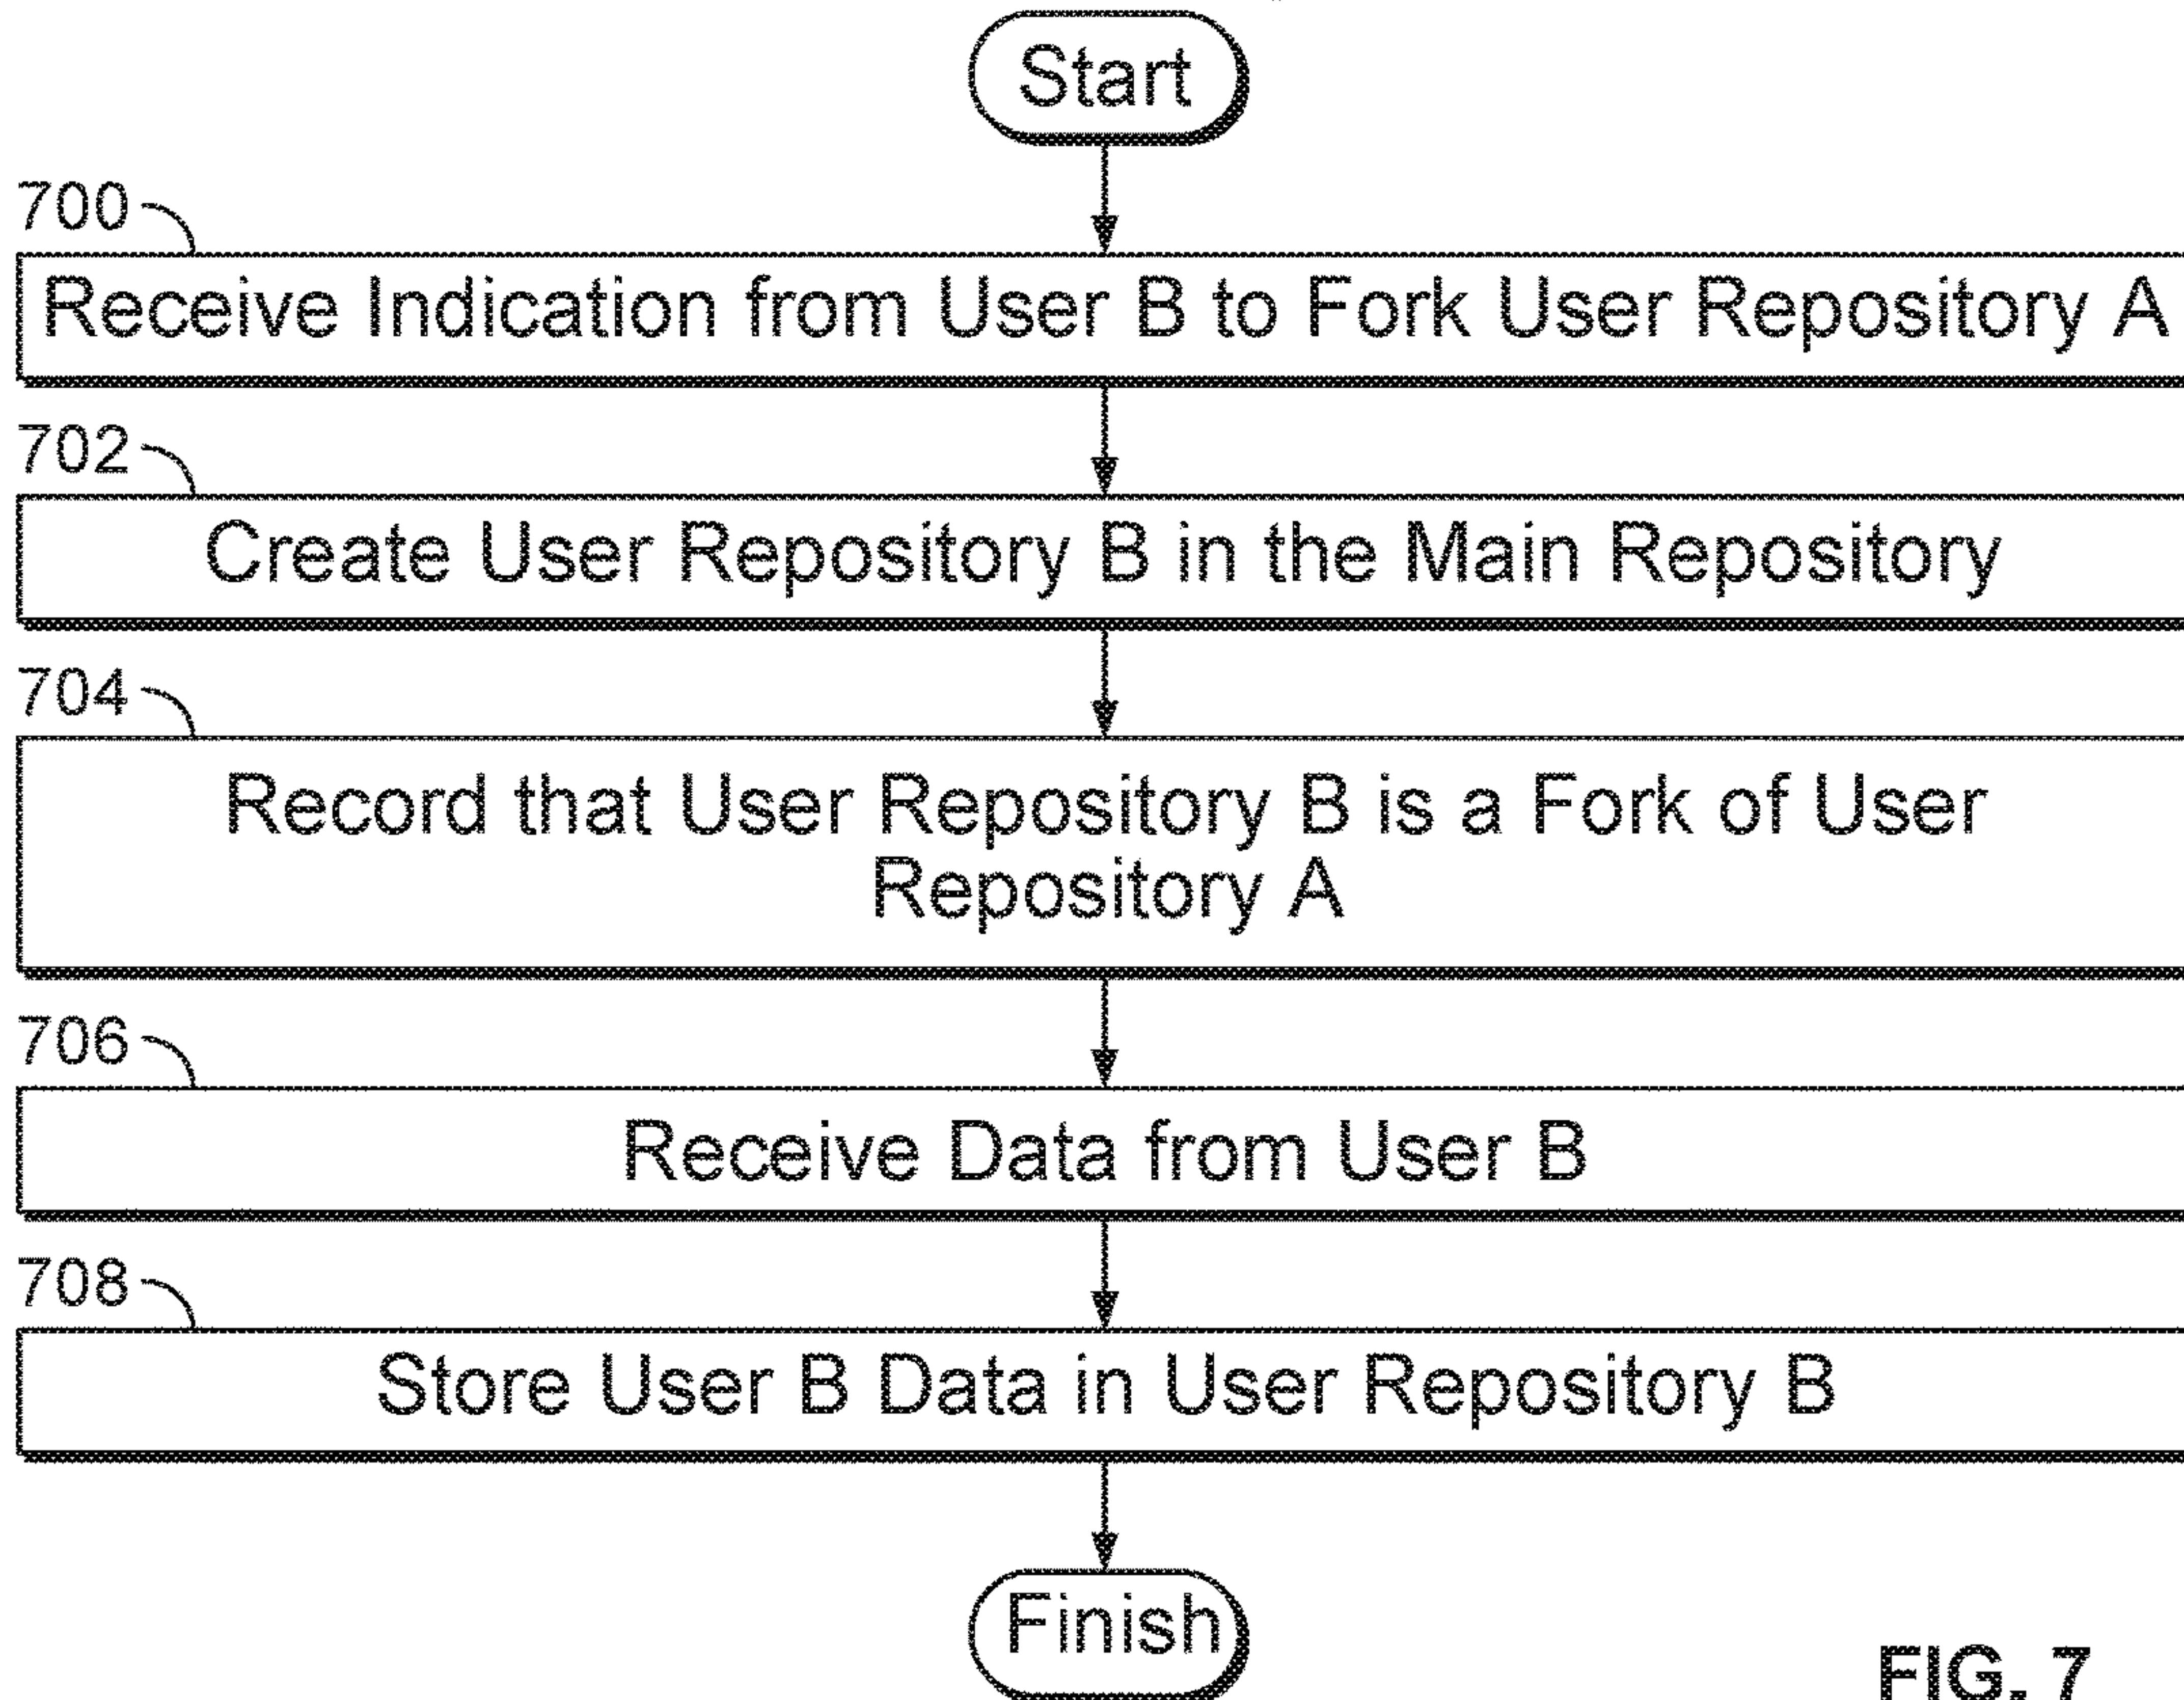 Start
700
Receive Indication from User B to Fork User Repository A
702
Create User Repository B in the Main Repository
704
Record that User Repository B is a Fork of User
Repository A
706
Receive Data from User B
708
Store User B Data in User Repository B
Finish
FIG. 7